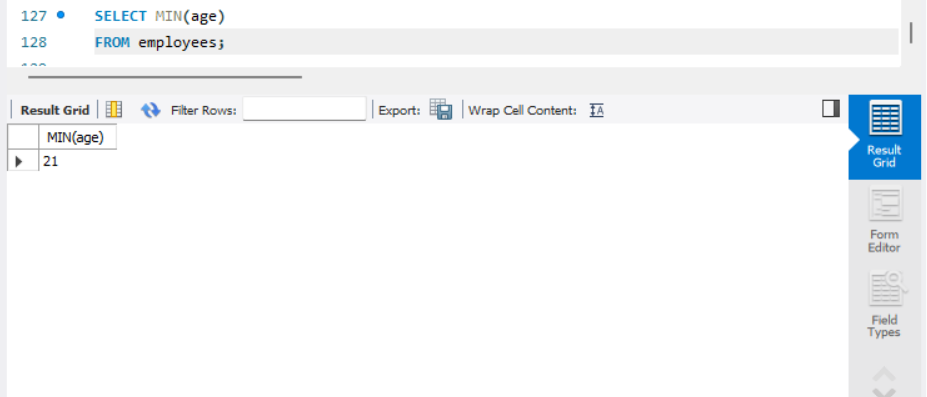 127 SELECT MIN(age)
128 FROM employees;
Result Grid Filter Rows: Export: Wrap Cell Content: IA
MIN(age)
21
Result
Grid
Form
Editor
Field
Types